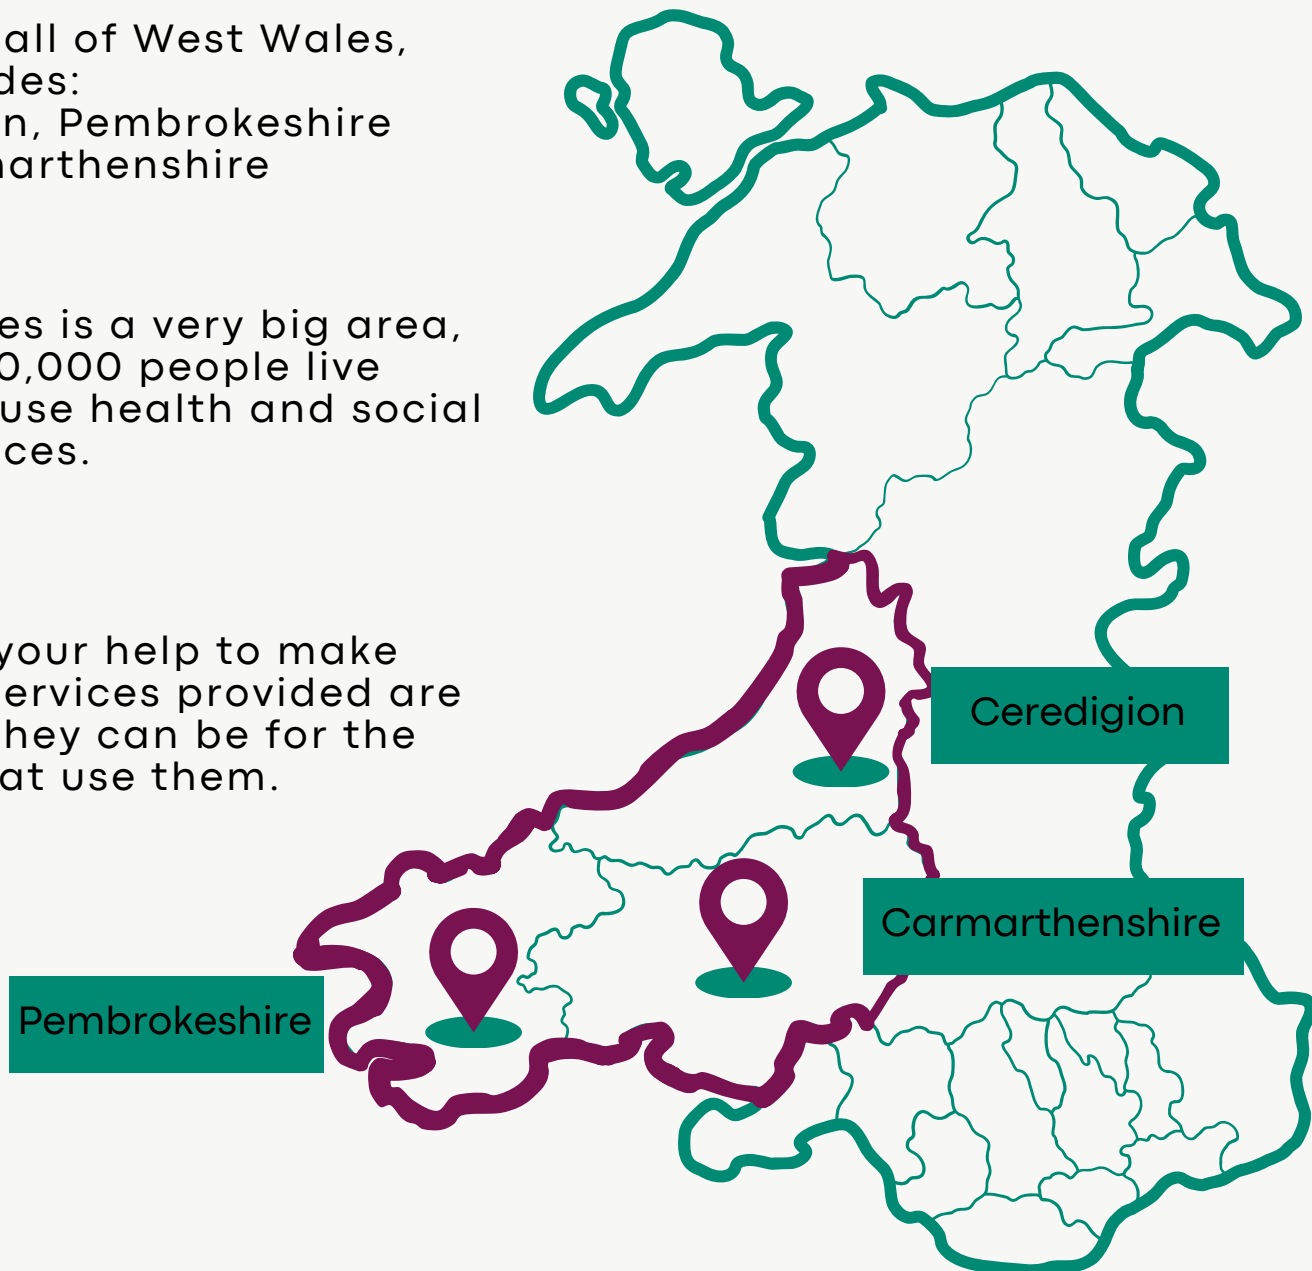 all of West Wales,
des:
n, Pembrokeshire
narthenshire
es is a very big area,
0,000 people live
use health and social
ces.
your help to make
ervices provided are
hey can be for the
at use them.
Ceredigion
Carmarthenshire
Pembrokeshire